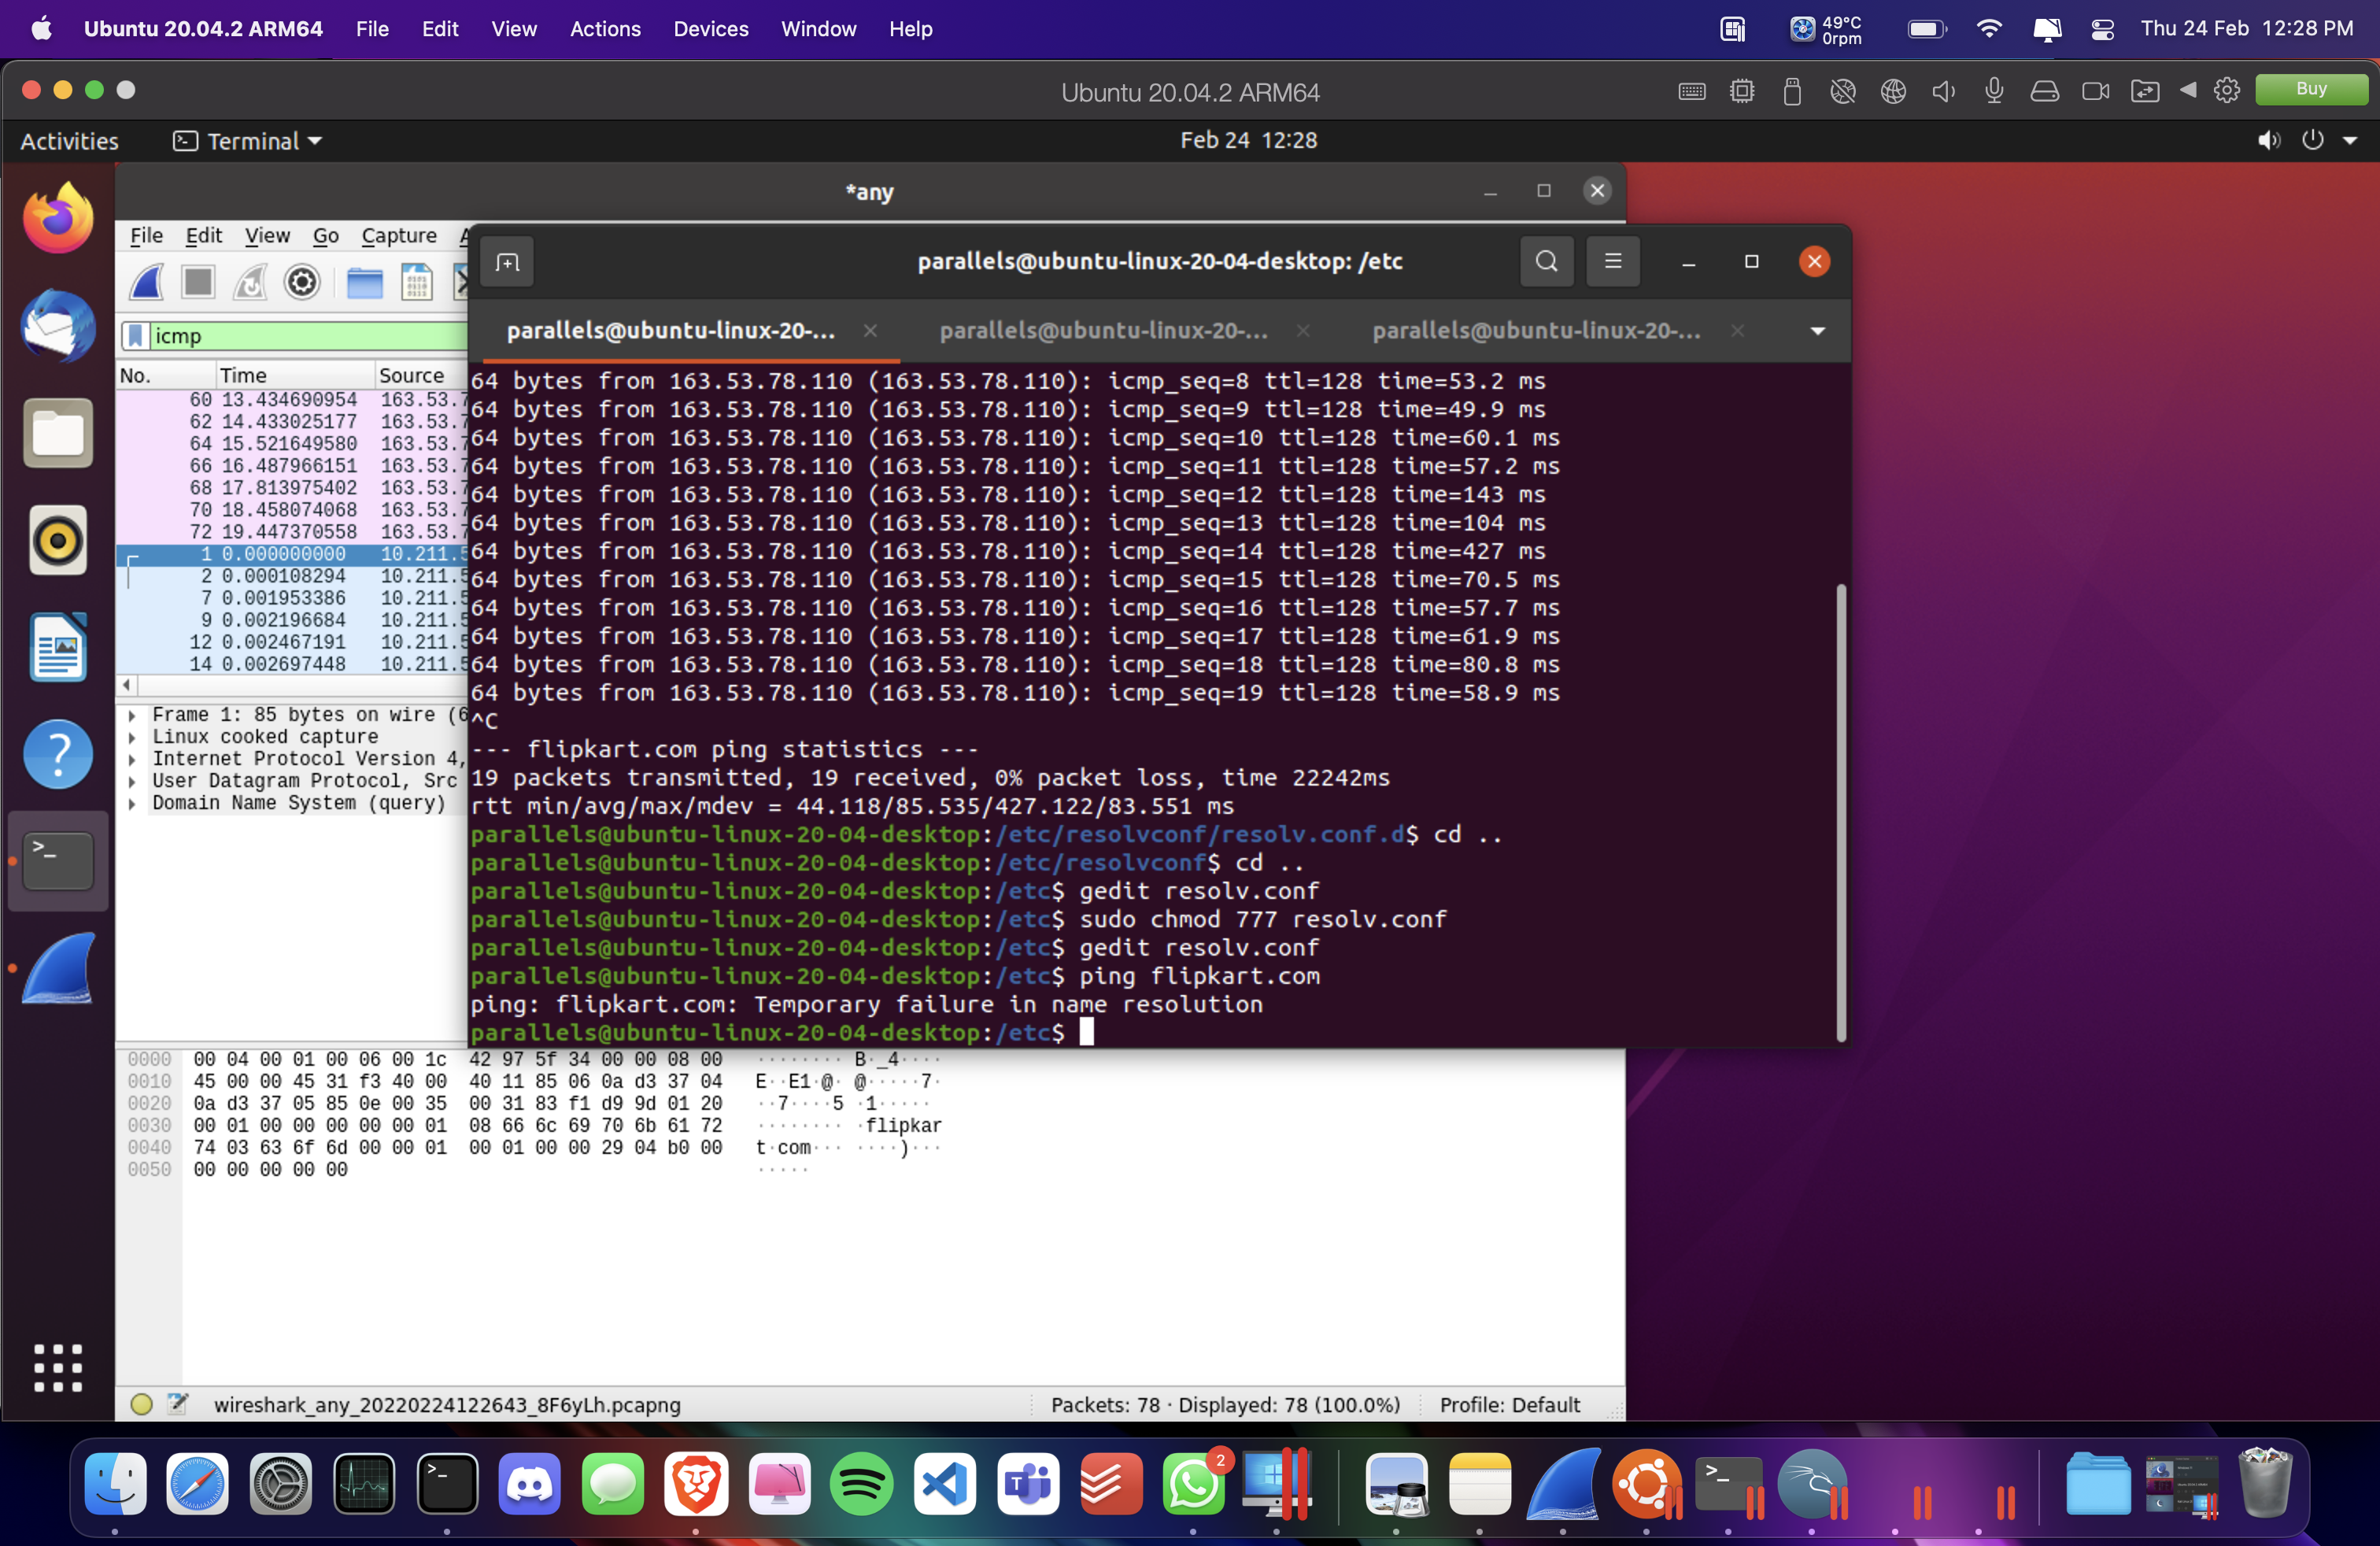 Ubuntu 20.04.2 ARM64 File Edit View Actions Devices Window Help 49°C 0rpm Thu 24 Feb 12:28 PM
Ubuntu 20.04.2 ARM64 Buy
Activities Terminal Feb 24 12:28
*any
File Edit View Go Capture
parallels@ubuntu-linux-20-04-desktop: /etc
parallels@ubuntu-linux-20-... parallels@ubuntu-linux-20-... parallels@ubuntu-linux-20-...
icmp
No. Time Source
60 13.434690954 163.53.7
62 14.433025177 163.53.7
64 15.521649580 163.53.7
66 16.487966151 163.53.7
68 17.813975402 163.53.7
70 18.458074068 163.53.7
72 19.447370558 163.53.7
1 0.000000000 10.211.5
2 0.000108294 10.211.5
7 0.001953386 10.211.5
9 0.002196684 10.211.5
12 0.002467191 10.211.5
14 0.002697448 10.211.5
Frame 1: 85 bytes on wire (6
Linux cooked capture
Internet Protocol Version 4,
User Datagram Protocol, Src
Domain Name System (query)
64 bytes from 163.53.78.110 (163.53.78.110): icmp_seq=8 ttl=128 time=53.2 ms
64 bytes from 163.53.78.110 (163.53.78.110): icmp_seq=9 ttl=128 time=49.9 ms
64 bytes from 163.53.78.110 (163.53.78.110): icmp_seq=10 ttl=128 time=60.1 ms
64 bytes from 163.53.78.110 (163.53.78.110): icmp_seq=11 ttl=128 time=57.2 ms
64 bytes from 163.53.78.110 (163.53.78.110): icmp_seq=12 ttl=128 time=143 ms
64 bytes from 163.53.78.110 (163.53.78.110): icmp_seq=13 ttl=128 time=104 ms
64 bytes from 163.53.78.110 (163.53.78.110): icmp_seq=14 ttl=128 time=427 ms
64 bytes from 163.53.78.110 (163.53.78.110): icmp_seq=15 ttl=128 time=70.5 ms
64 bytes from 163.53.78.110 (163.53.78.110): icmp_seq=16 ttl=128 time=57.7 ms
64 bytes from 163.53.78.110 (163.53.78.110): icmp_seq=17 ttl=128 time=61.9 ms
64 bytes from 163.53.78.110 (163.53.78.110): icmp_seq=18 ttl=128 time=80.8 ms
64 bytes from 163.53.78.110 (163.53.78.110): icmp_seq=19 ttl=128 time=58.9 ms
^C
--- flipkart.com ping statistics ---
19 packets transmitted, 19 received, 0% packet loss, time 22242ms
rtt min/avg/max/mdev = 44.118/85.535/427.122/83.551 ms
parallels@ubuntu-linux-20-04-desktop:/etc/resolvconf/resolv.conf.d$ cd ..
parallels@ubuntu-linux-20-04-desktop:/etc/resolvconf$ cd ..
parallels@ubuntu-linux-20-04-desktop:/etc$ gedit resolv.conf
parallels@ubuntu-linux-20-04-desktop:/etc$ sudo chmod 777 resolv.conf
parallels@ubuntu-linux-20-04-desktop:/etc$ gedit resolv.conf
parallels@ubuntu-linux-20-04-desktop:/etc$ ping flipkart.com
ping: flipkart.com: Temporary failure in name resolution
parallels@ubuntu-linux-20-04-desktop:/etc$
0000 00 04 00 01 00 06 00 1c 42 97 5f 34 00 00 08 00 ········ B·_4····
0010 45 00 00 45 31 f3 40 00 40 11 85 06 0a d3 37 04 E··E1·@· @·····7·
0020 0a d3 37 05 85 0e 00 35 00 31 83 f1 d9 9d 01 20 ··7····5 ·1·····
0030 00 01 00 00 00 00 00 01 08 66 6c 69 70 6b 61 72 ········ ·flipkar
0040 74 03 63 6f 6d 00 00 01 00 01 00 00 29 04 b0 00 t·com··· ····)···
0050 00 00 00 00 00 ·····
wireshark_any_20220224122643_8F6yLh.pcapng Packets: 78 · Displayed: 78 (100.0%) Profile: Default
2